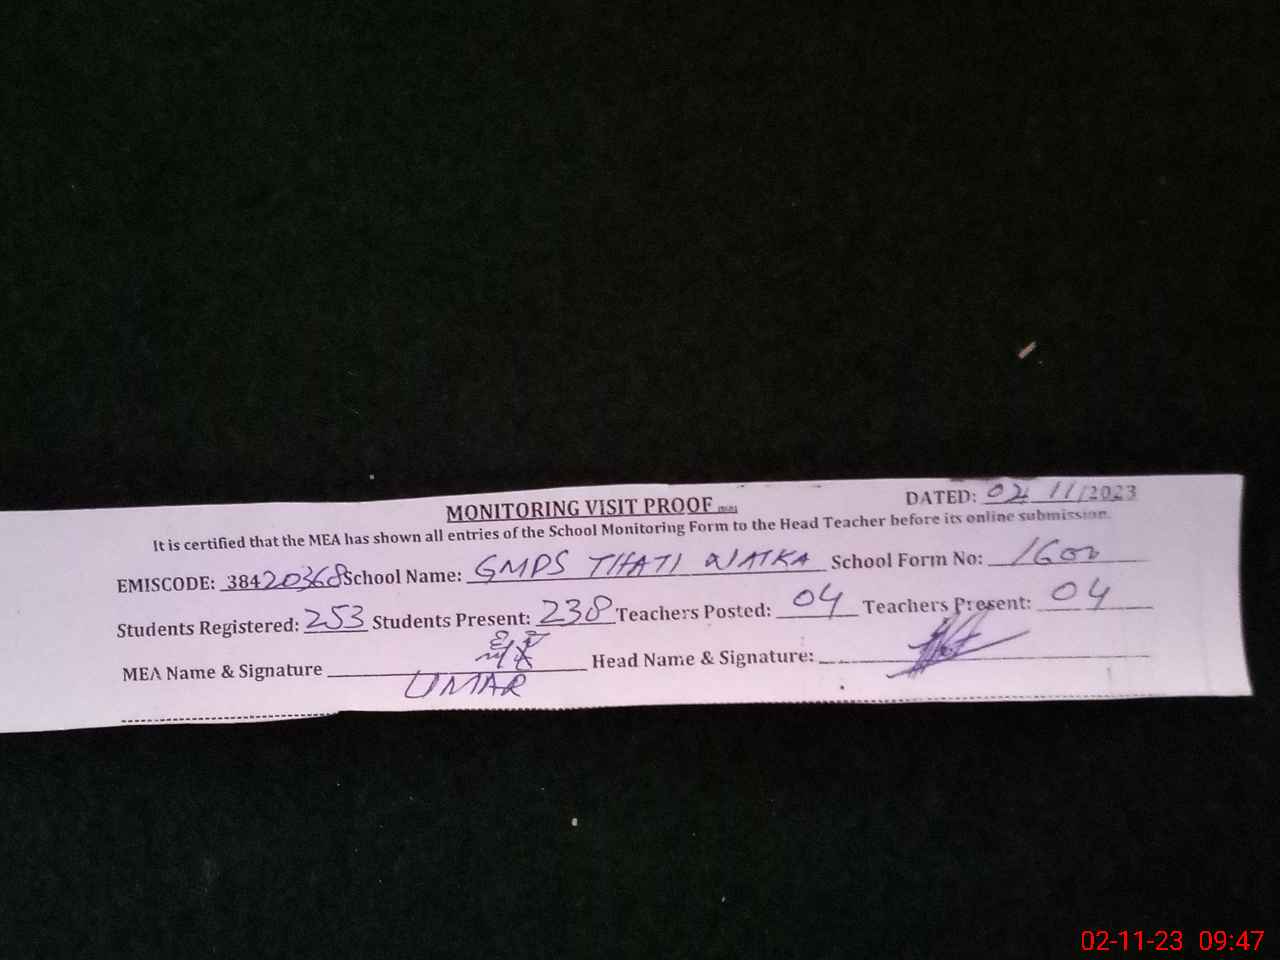 MONITORING VISIT PROOF
DATED: 02/11/2023
It is certified that the MEA has shown all entries of the School Monitoring Form to the Head Teacher before its online submission.
EMISCODE: 38420368 School Name: GMPS THATI WATKA School Form No: 1600
Students Registered: 253 Students Present: 238 Teachers Posted: 04 Teachers Present: 04
MEA Name & Signature Head Name & Signature:
UMAR
02-11-23 09:47